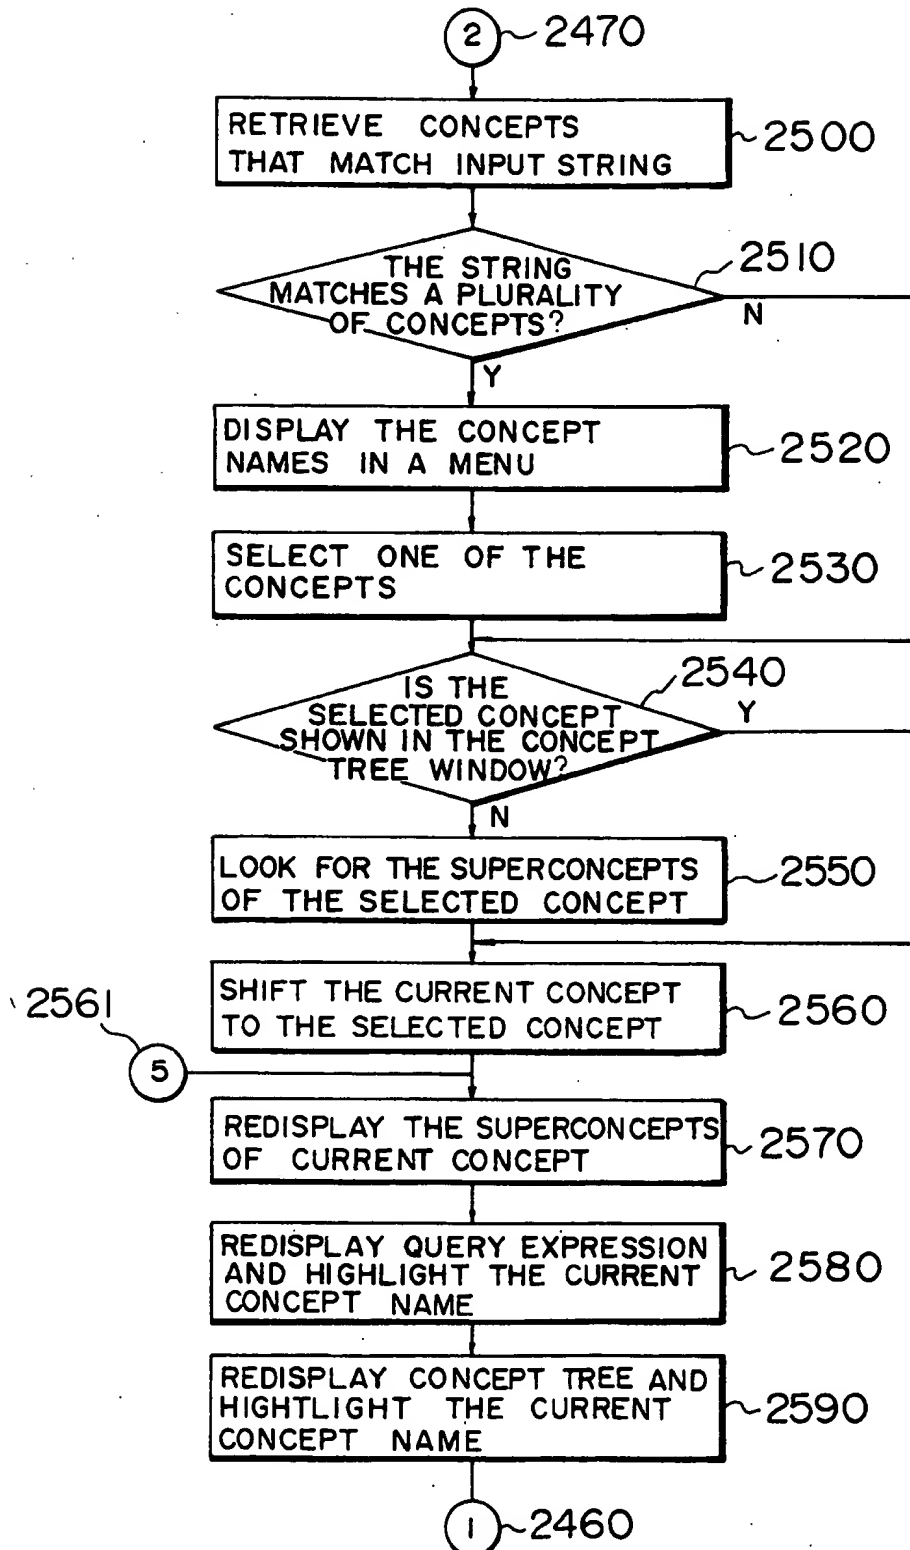 2 2470
RETRIEVE CONCEPTS
THAT MATCH INPUT STRING
2500
THE STRING
MATCHES A PLURALITY
OF CONCEPTS?
2510
N
Y
DISPLAY THE CONCEPT
NAMES IN A MENU
2520
SELECT ONE OF THE
CONCEPTS
2530
IS THE
SELECTED CONCEPT
SHOWN IN THE CONCEPT
TREE WINDOW?
2540
Y
N
LOOK FOR THE SUPERCONCEPTS
OF THE SELECTED CONCEPT
2550
SHIFT THE CURRENT CONCEPT
TO THE SELECTED CONCEPT
2560
2561
5
REDISPLAY THE SUPERCONCEPTS
OF CURRENT CONCEPT
2570
REDISPLAY QUERY EXPRESSION
AND HIGHLIGHT THE CURRENT
CONCEPT NAME
2580
REDISPLAY CONCEPT TREE AND
HIGHTLIGHT THE CURRENT
CONCEPT NAME
2590
1 2460